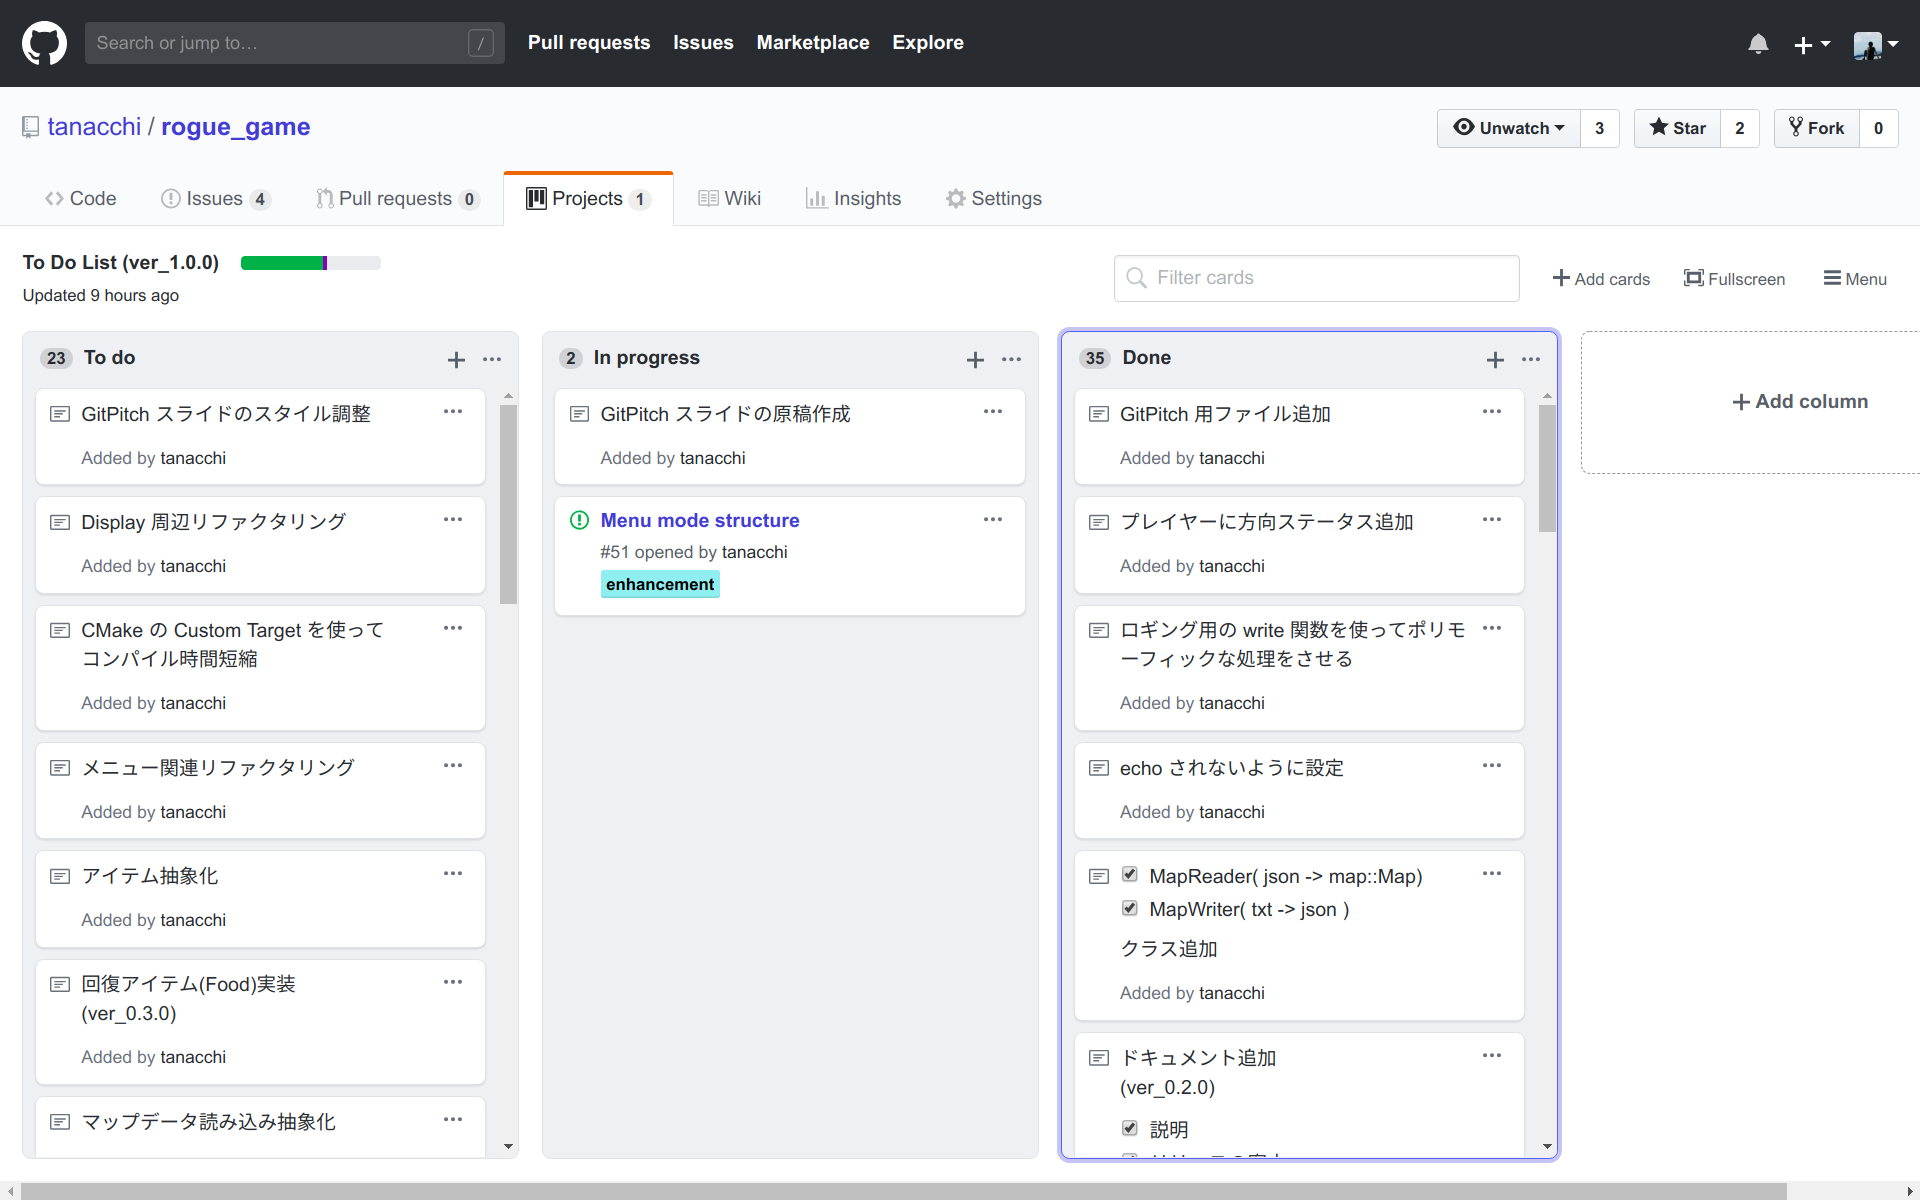 Search or jump to… /
Pull requests Issues Marketplace Explore
tanacchi / rogue_game
Unwatch 3 Star 2 Fork 0
Code Issues 4 Pull requests 0 Projects 1 Wiki Insights Settings
To Do List (ver_1.0.0)
Updated 9 hours ago
Filter cards
Add cards Fullscreen Menu
23 To do
GitPitch スライドのスタイル調整
Added by tanacchi
Display 周辺リファクタリング
Added by tanacchi
CMake の Custom Target を使って
コンパイル時間短縮
Added by tanacchi
メニュー関連リファクタリング
Added by tanacchi
アイテム抽象化
Added by tanacchi
回復アイテム(Food)実装
(ver_0.3.0)
Added by tanacchi
マップデータ読み込み抽象化
2 In progress
GitPitch スライドの原稿作成
Added by tanacchi
Menu mode structure
#51 opened by tanacchi
enhancement
35 Done
GitPitch 用ファイル追加
Added by tanacchi
プレイヤーに方向ステータス追加
Added by tanacchi
ロギング用の write 関数を使ってポリモ
ーフィックな処理をさせる
Added by tanacchi
echo されないように設定
Added by tanacchi
MapReader( json -> map::Map)
MapWriter( txt -> json )
クラス追加
Added by tanacchi
ドキュメント追加
(ver_0.2.0)
説明
Add column